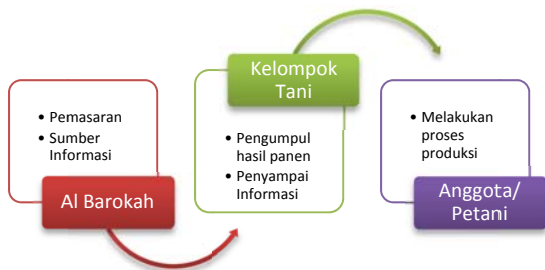 • Pemasaran
• Sumber
Informasi
Al Barokah
Kelompok
Tani
• Pengumpul
hasil panen
• Penyampai
Informasi
• Melakukan
proses
produksi
Anggota/
Petani